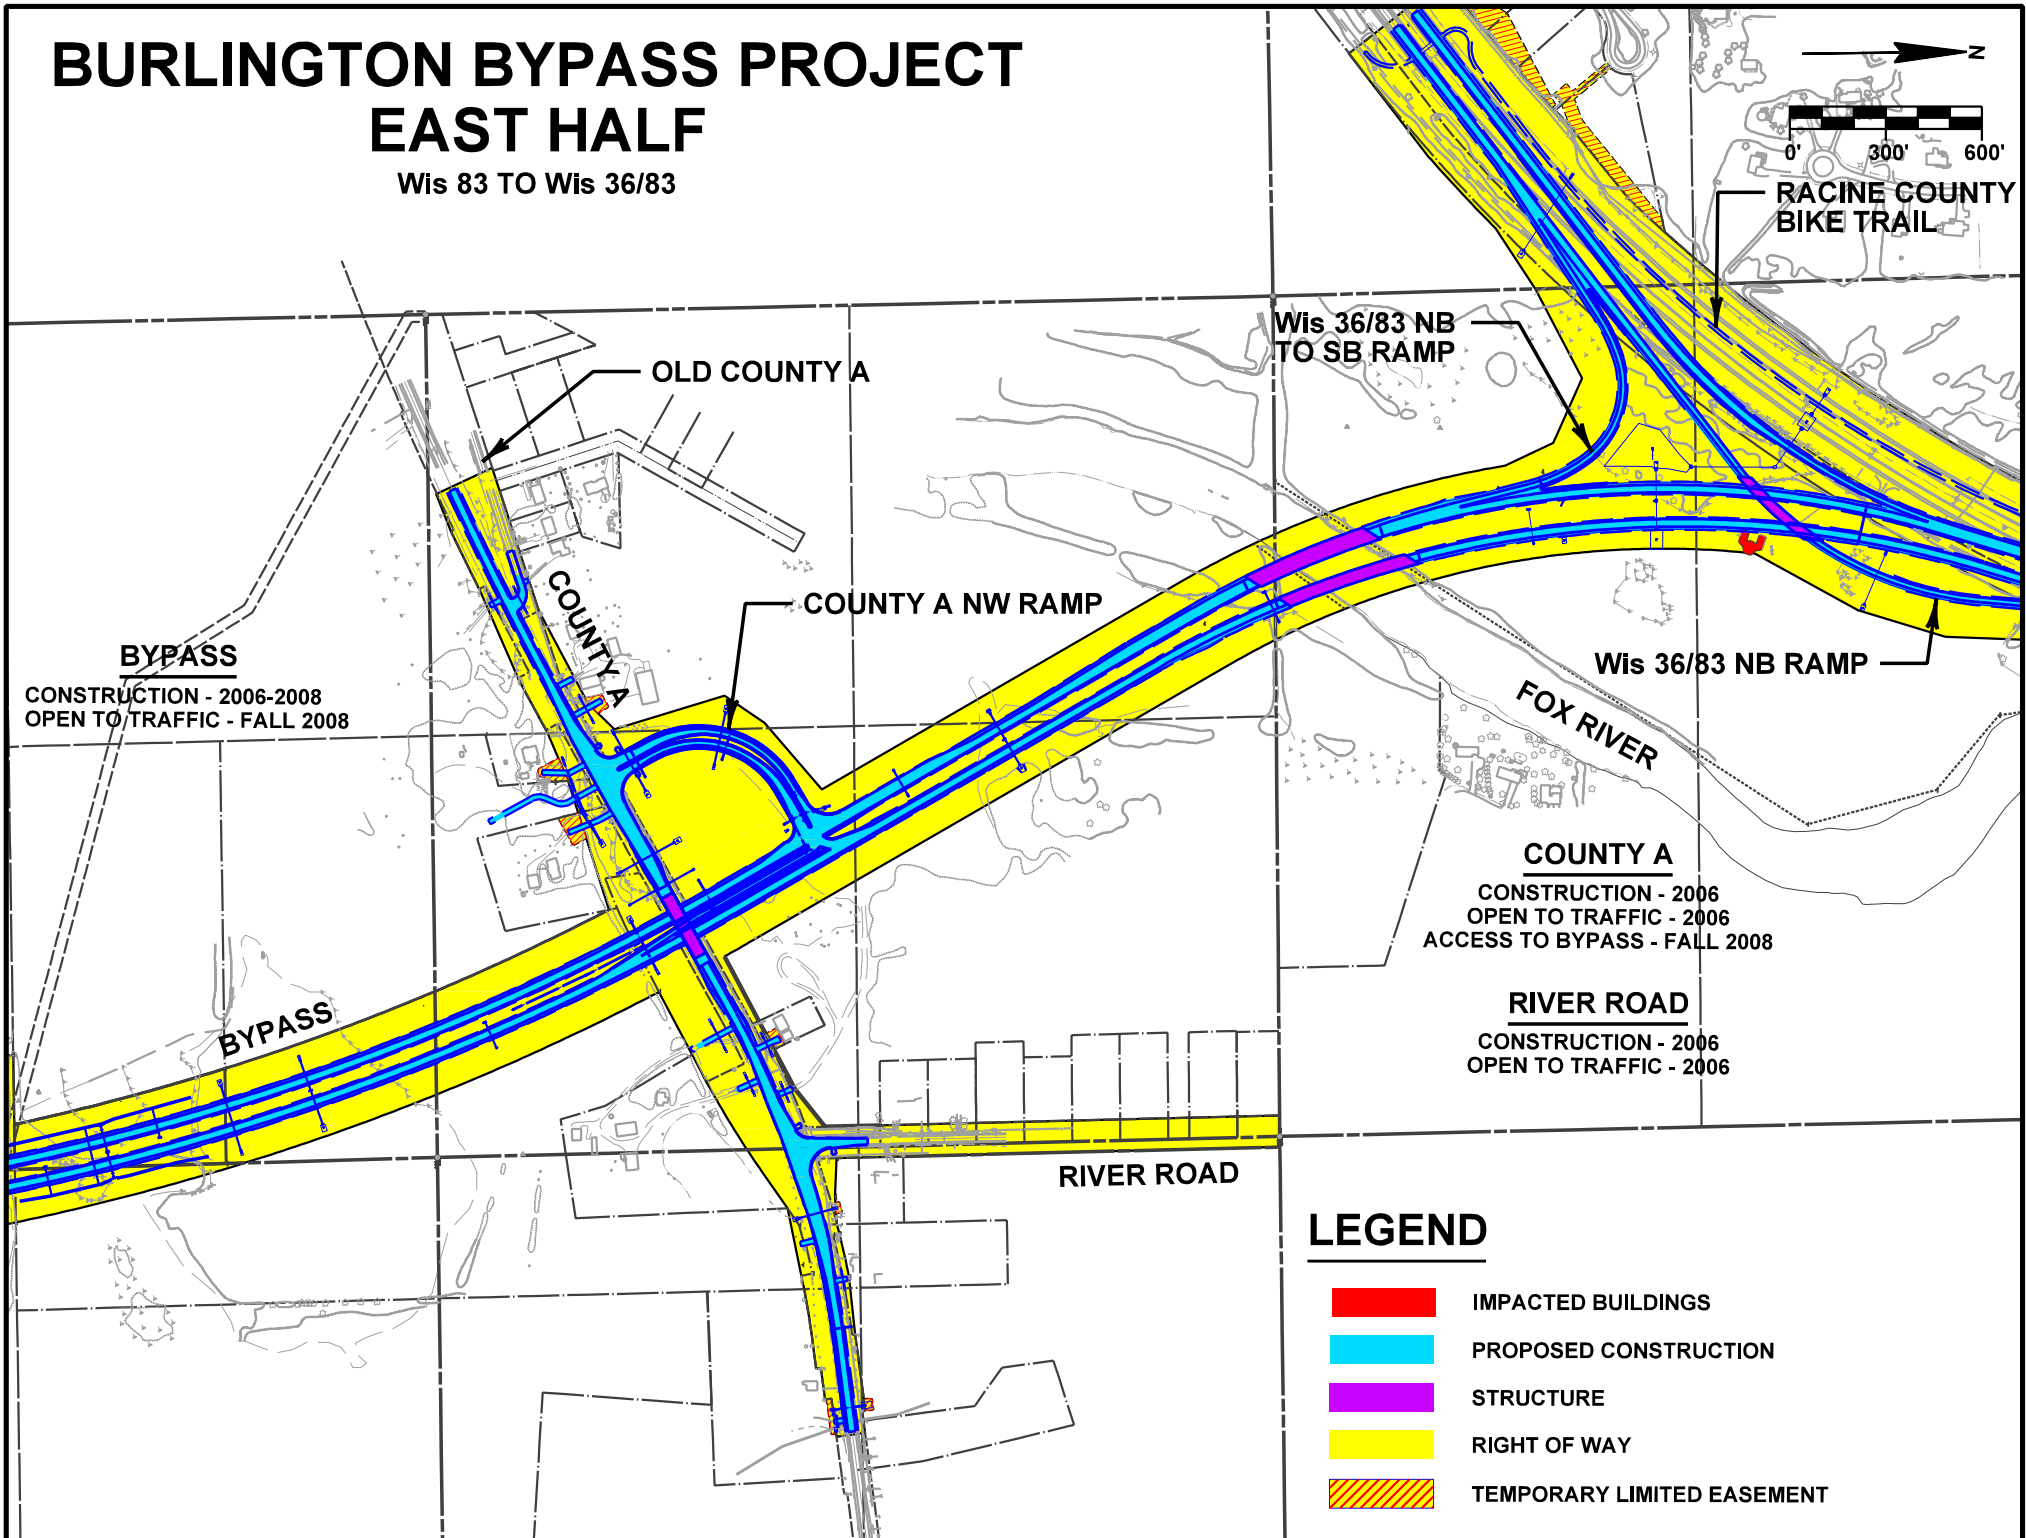 BURLINGTON BYPASS PROJECT
EAST HALF
Wis 83 TO Wis 36/83
N
0' 300' 600'
RACINE COUNTY
BIKE TRAIL
Wis 36/83 NB
TO SB RAMP
OLD COUNTY A
COUNTY A
COUNTY A NW RAMP
BYPASS
CONSTRUCTION - 2006-2008
OPEN TO TRAFFIC - FALL 2008
Wis 36/83 NB RAMP
FOX RIVER
COUNTY A
CONSTRUCTION - 2006
OPEN TO TRAFFIC - 2006
ACCESS TO BYPASS - FALL 2008
BYPASS
RIVER ROAD
CONSTRUCTION - 2006
OPEN TO TRAFFIC - 2006
RIVER ROAD
LEGEND
IMPACTED BUILDINGS
PROPOSED CONSTRUCTION
STRUCTURE
RIGHT OF WAY
TEMPORARY LIMITED EASEMENT